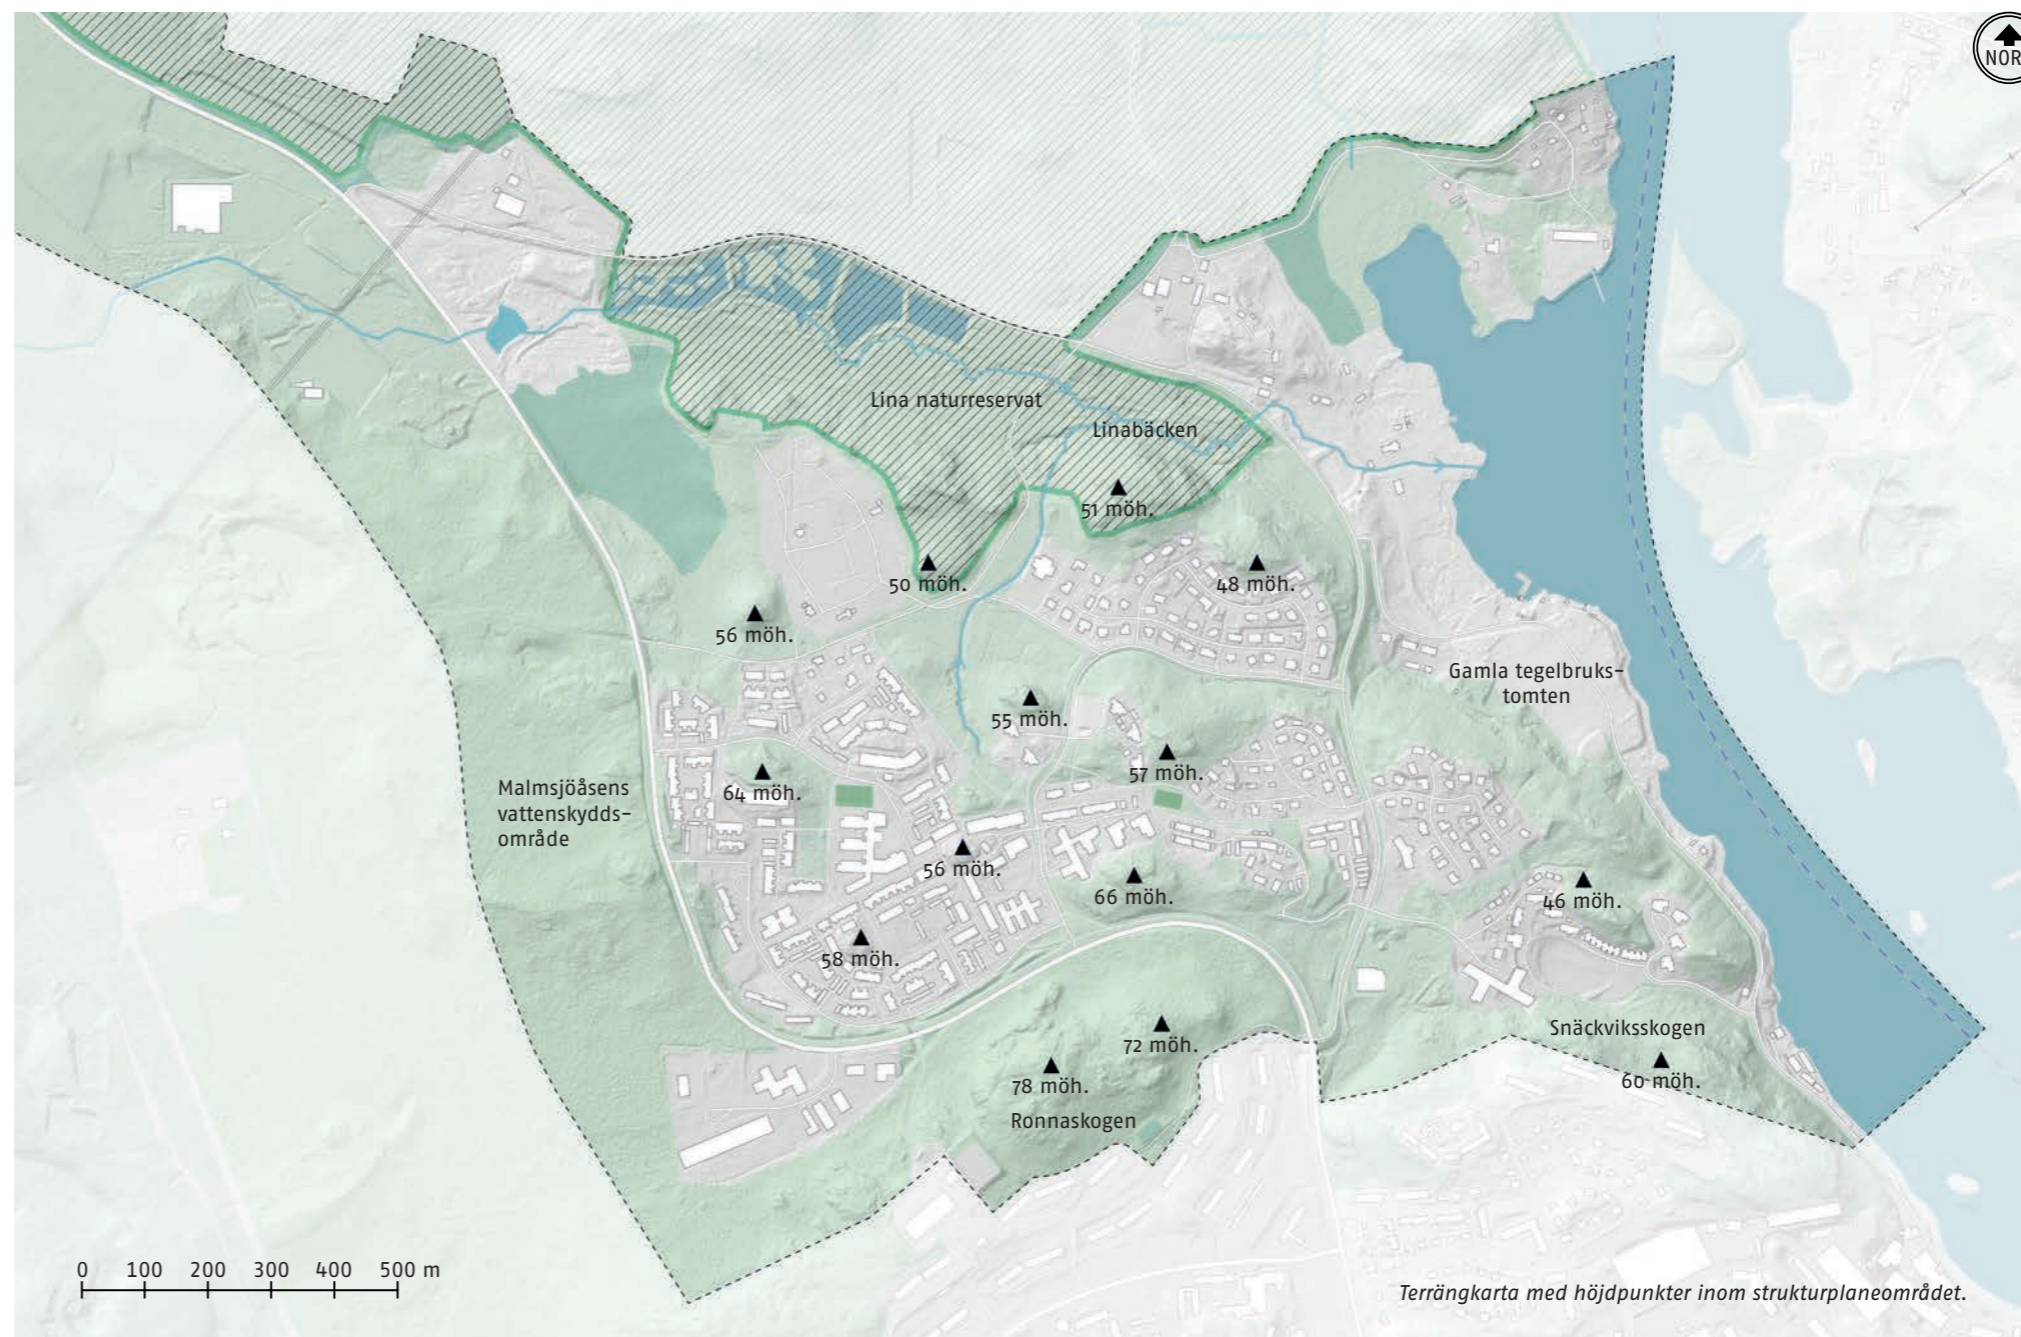 NOR
Lina naturreservat
Linabäcken
51 möh.
50 möh.
48 möh.
56 möh.
Gamla tegelbruks-
tomten
55 möh.
57 möh.
64 möh.
Malmsjöåsens
vattenskydds-
område
56 möh.
66 möh.
46 möh.
58 möh.
Snäckviksskogen
72 möh.
60 möh.
78 möh.
Ronnaskogen
0 100 200 300 400 500 m
Terrängkarta med höjdpunkter inom strukturplaneområdet.